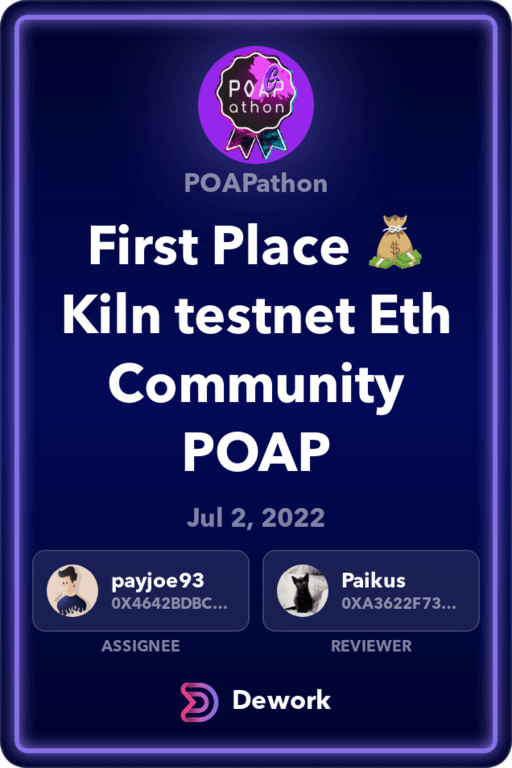 POAP
athon
POAPathon
First Place 💰
Kiln testnet Eth
Community
POAP
Jul 2, 2022
payjoe93
0X4642BDBC...
Paikus
0XA3622F73...
ASSIGNEE
REVIEWER
Dework